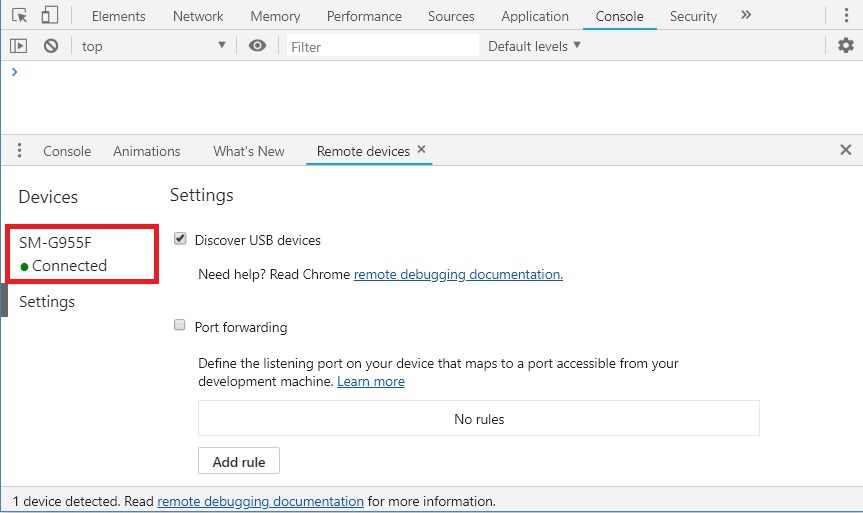 Elements Network Memory Performance Sources Application Console Security »
top ▼ Filter Default levels ▼
›
Console Animations What's New Remote devices ×
Devices
Settings
SM-G955F
Connected
Settings
Discover USB devices
Need help? Read Chrome remote debugging documentation.
Port forwarding
Define the listening port on your device that maps to a port accessible from your
development machine. Learn more
No rules
Add rule
1 device detected. Read remote debugging documentation for more information.